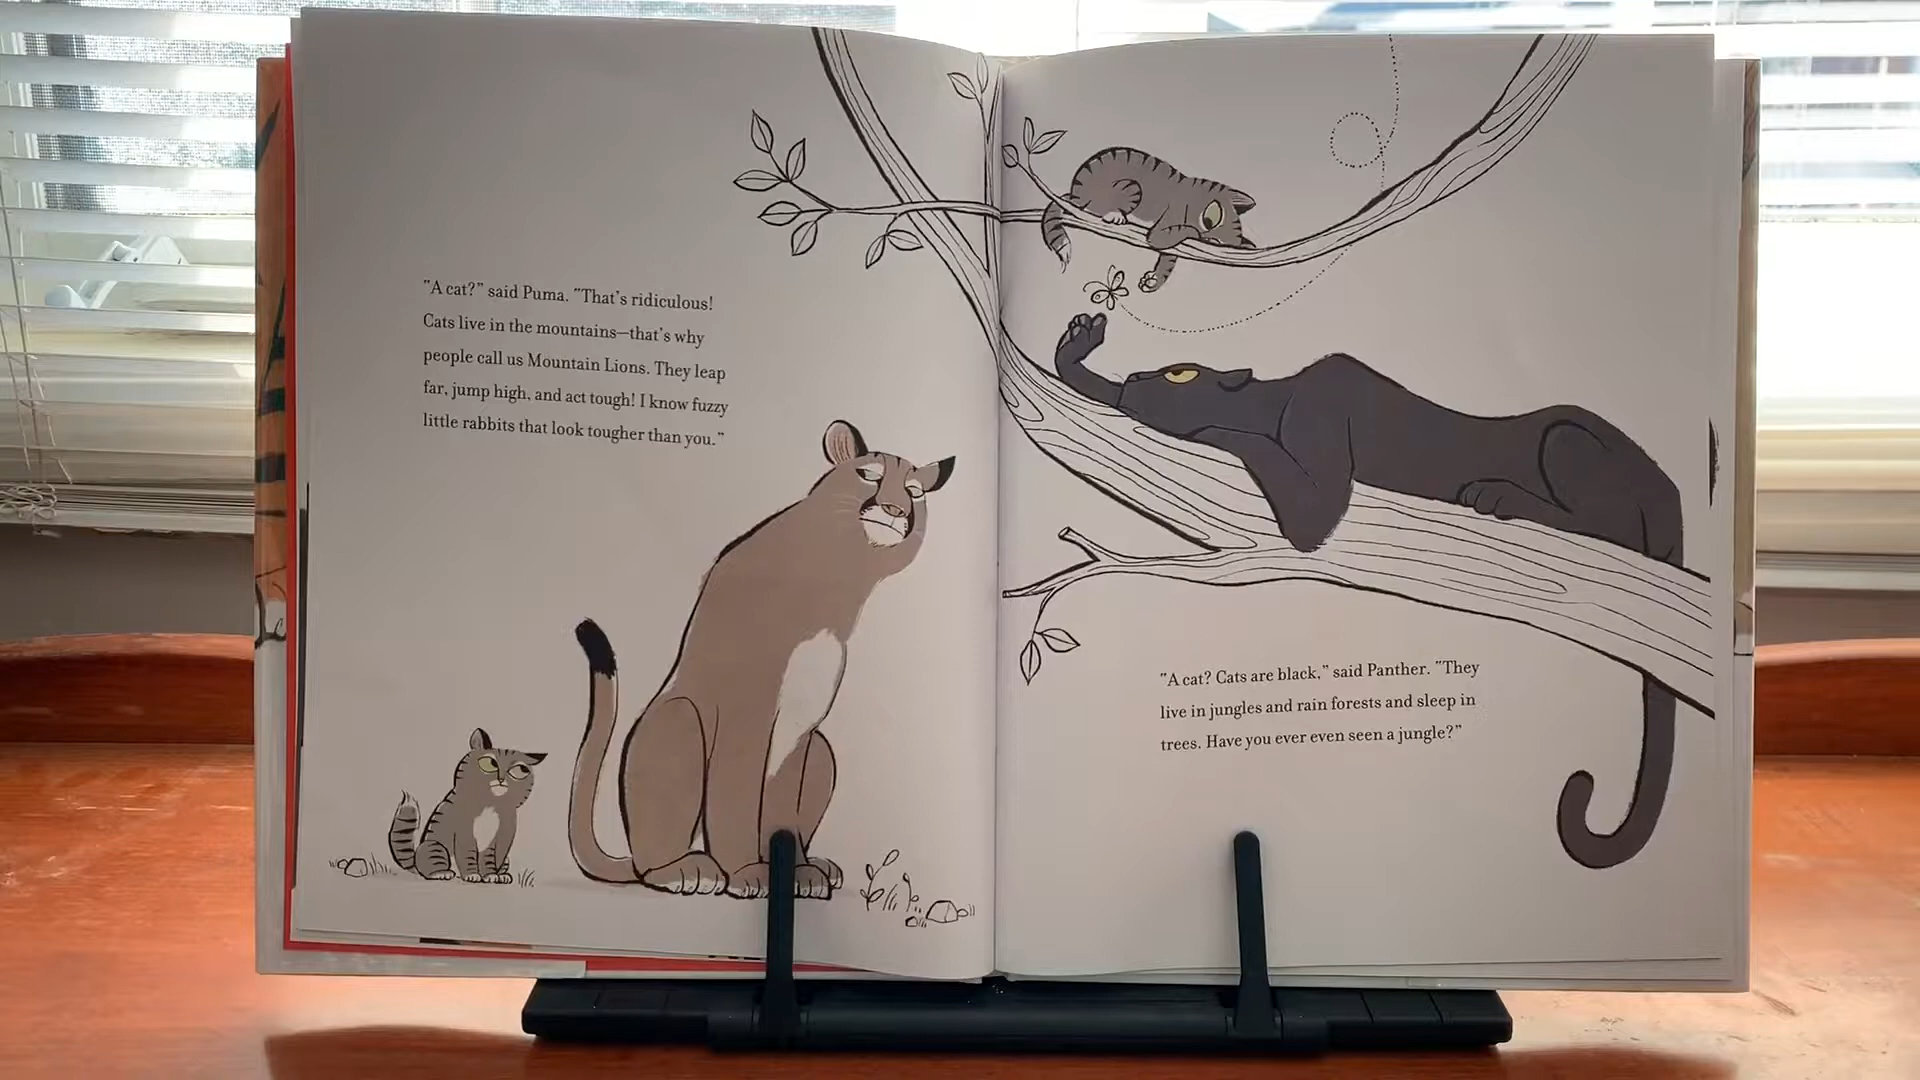 "A cat?" said Puma. "That's ridiculous!
Cats live in the mountains—that's why
people call us Mountain Lions. They leap
far, jump high, and act tough! I know fuzzy
little rabbits that look tougher than you."
"A cat? Cats are black," said Panther. "They
live in jungles and rain forests and sleep in
trees. Have you ever even seen a jungle?"